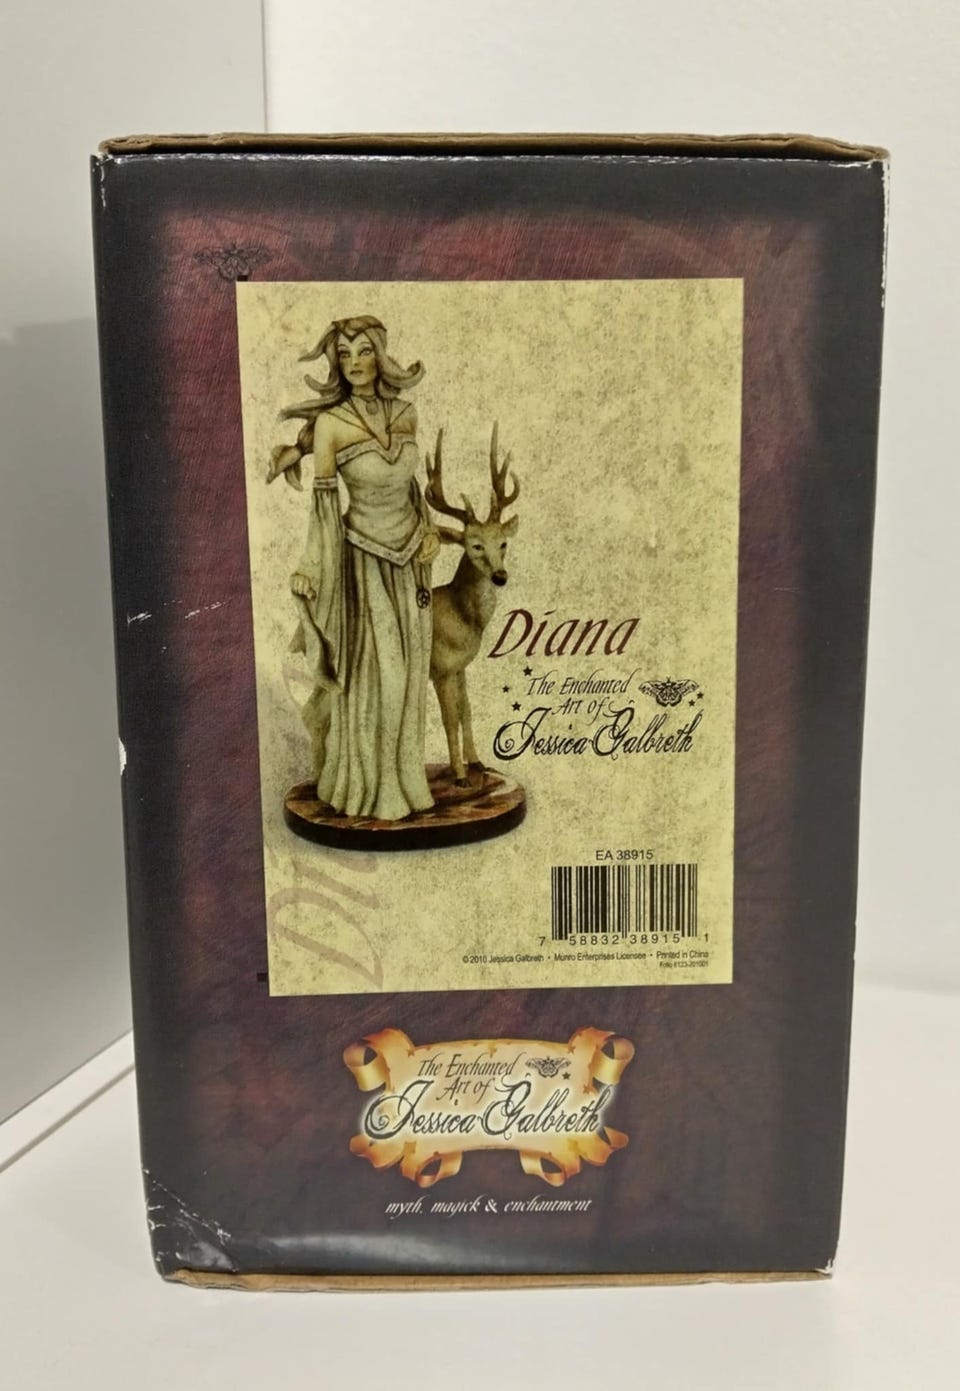 Diana
The Enchanted
Art of
Jessica Galbreth
Diana
EA 38915
7 58832 38915 1
© 2010 Jessica Galbreth • Munro Enterprises Licensee • Printed in China
The Enchanted
Art of
Jessica Galbreth
myth, magick & enchantment